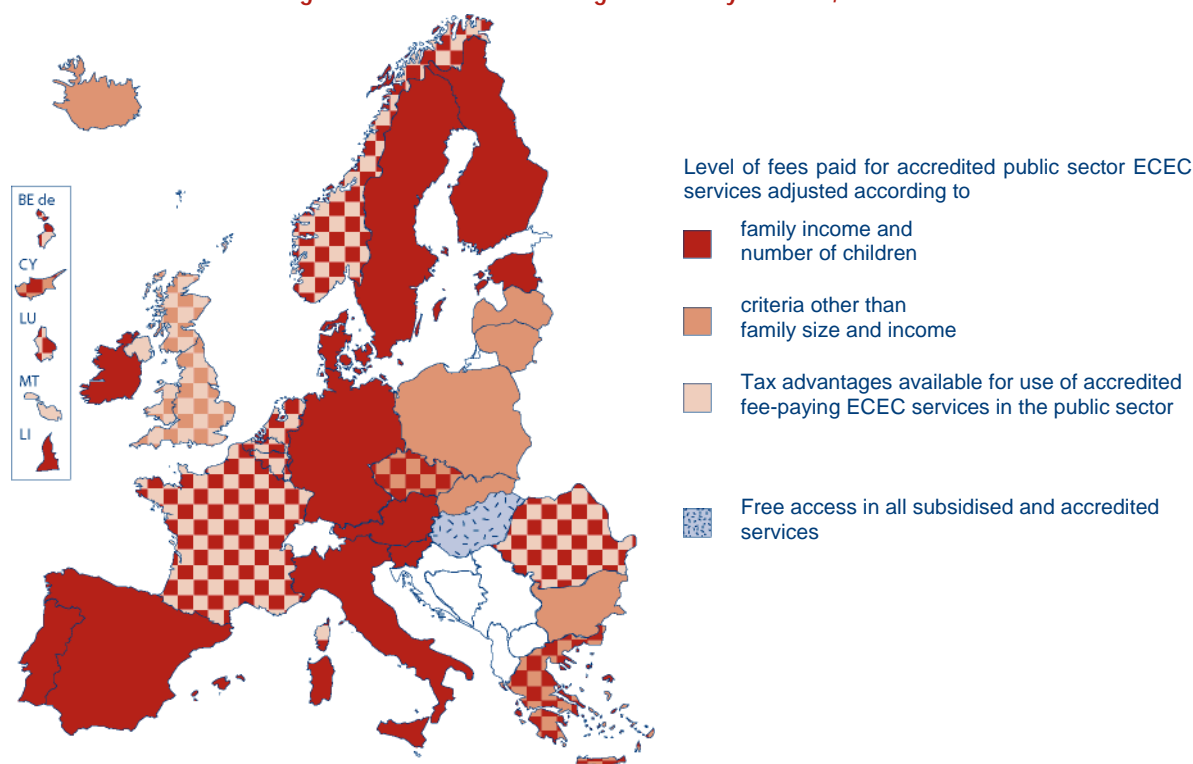 Level of fees paid for accredited public sector ECEC
services adjusted according to
family income and
number of children
criteria other than
family size and income
Tax advantages available for use of accredited
fee-paying ECEC services in the public sector
Free access in all subsidised and accredited
services
BE de
CY
LU
MT
LI